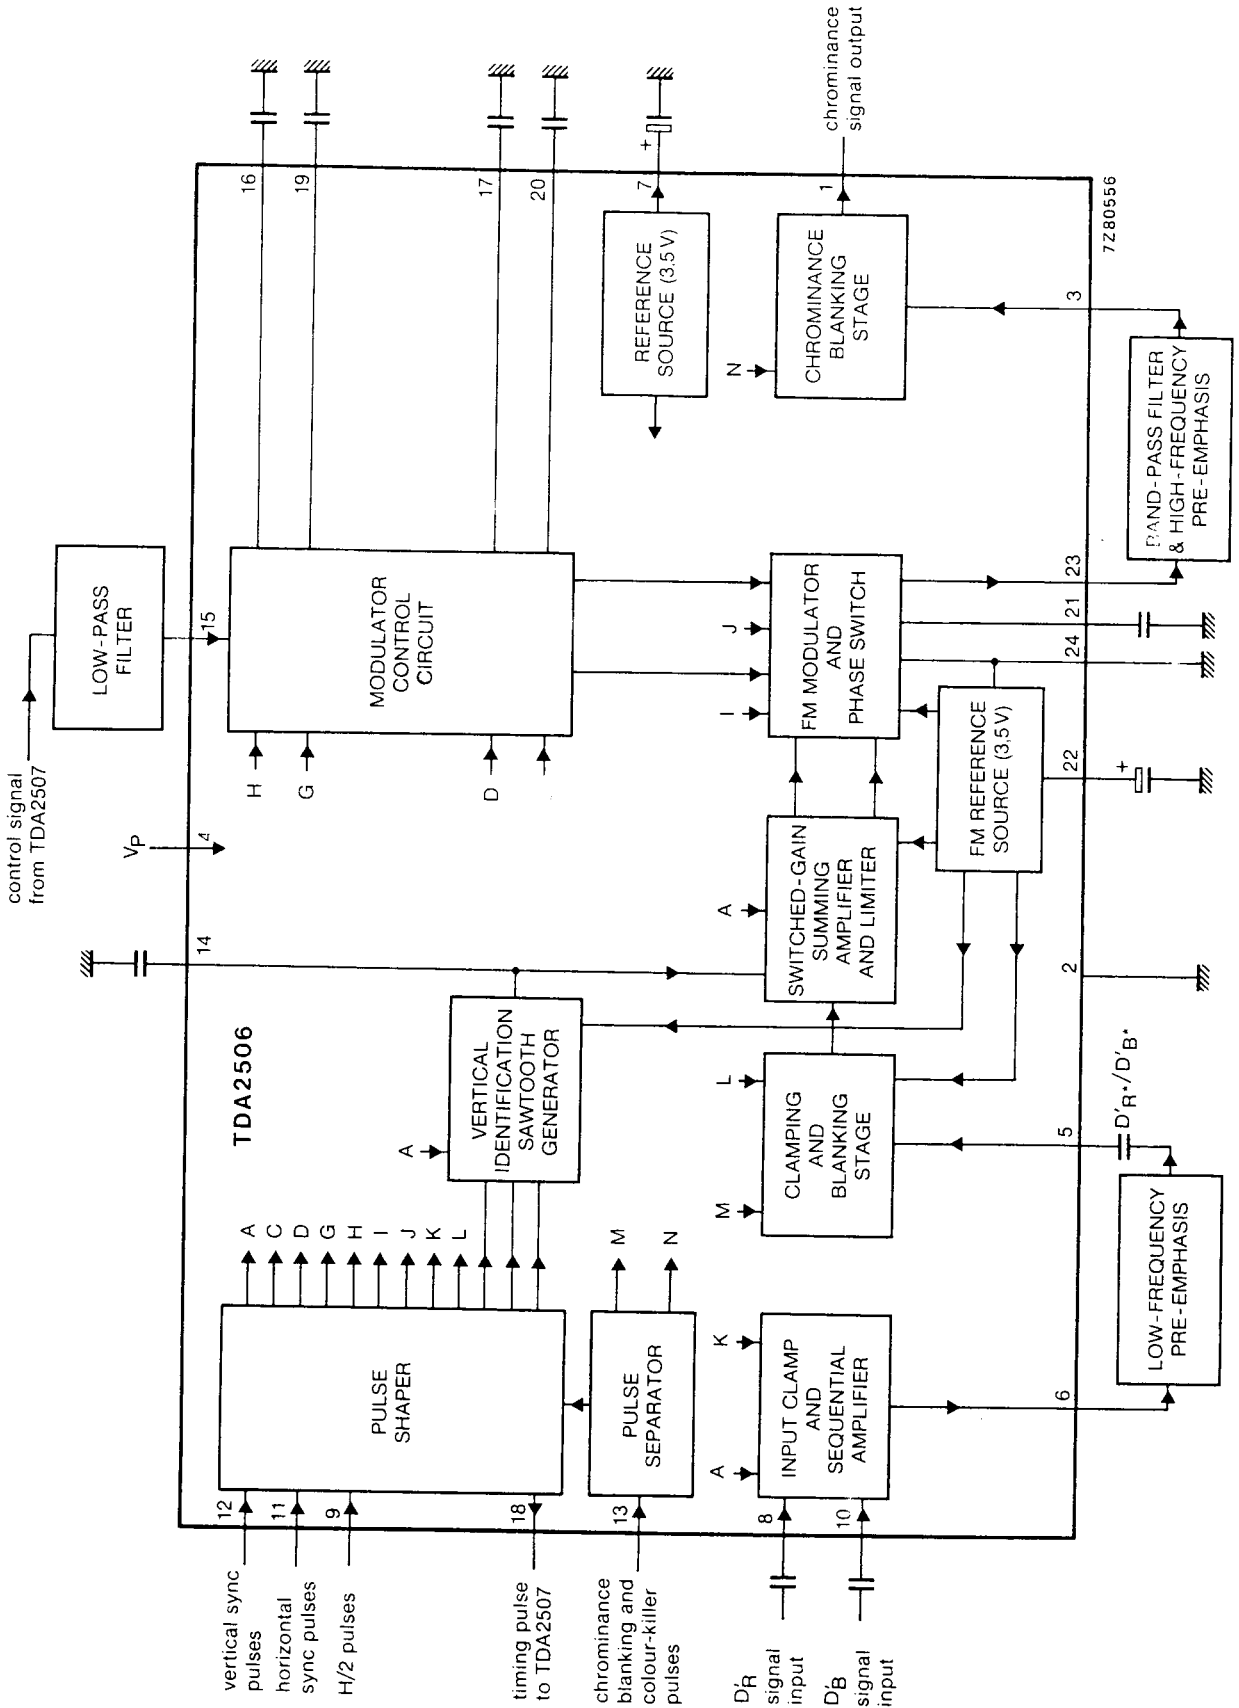 control signal
from TDA2507
LOW-PASS
FILTER
VP
4
14
15
TDA2506
12
11
9
18
13
8
10
vertical sync
pulses
horizontal
sync pulses
H/2 pulses
timing pulse
to TDA2507
chrominance
blanking and
colour-killer
pulses
D'R
signal
input
D'B
signal
input
PULSE
SHAPER
A
C
D
G
H
I
J
K
L
PULSE
SEPARATOR
M
N
A
K
INPUT CLAMP
AND
SEQUENTIAL
AMPLIFIER
6
LOW-FREQUENCY
PRE-EMPHASIS
D'R*/D'B*
5
A
VERTICAL
IDENTIFICATION
SAWTOOTH
GENERATOR
M
L
CLAMPING
AND
BLANKING
STAGE
2
A
SWITCHED-GAIN
SUMMING
AMPLIFIER
AND LIMITER
FM REFERENCE
SOURCE (3,5V)
22
+
H
G
D
MODULATOR
CONTROL
CIRCUIT
I
J
FM MODULATOR
AND
PHASE SWITCH
24
21
23
BAND-PASS FILTER
& HIGH-FREQUENCY
PRE-EMPHASIS
3
REFERENCE
SOURCE (3,5V)
N
CHROMINANCE
BLANKING
STAGE
16
19
17
20
7
+
1
chrominance
signal output
7Z80556